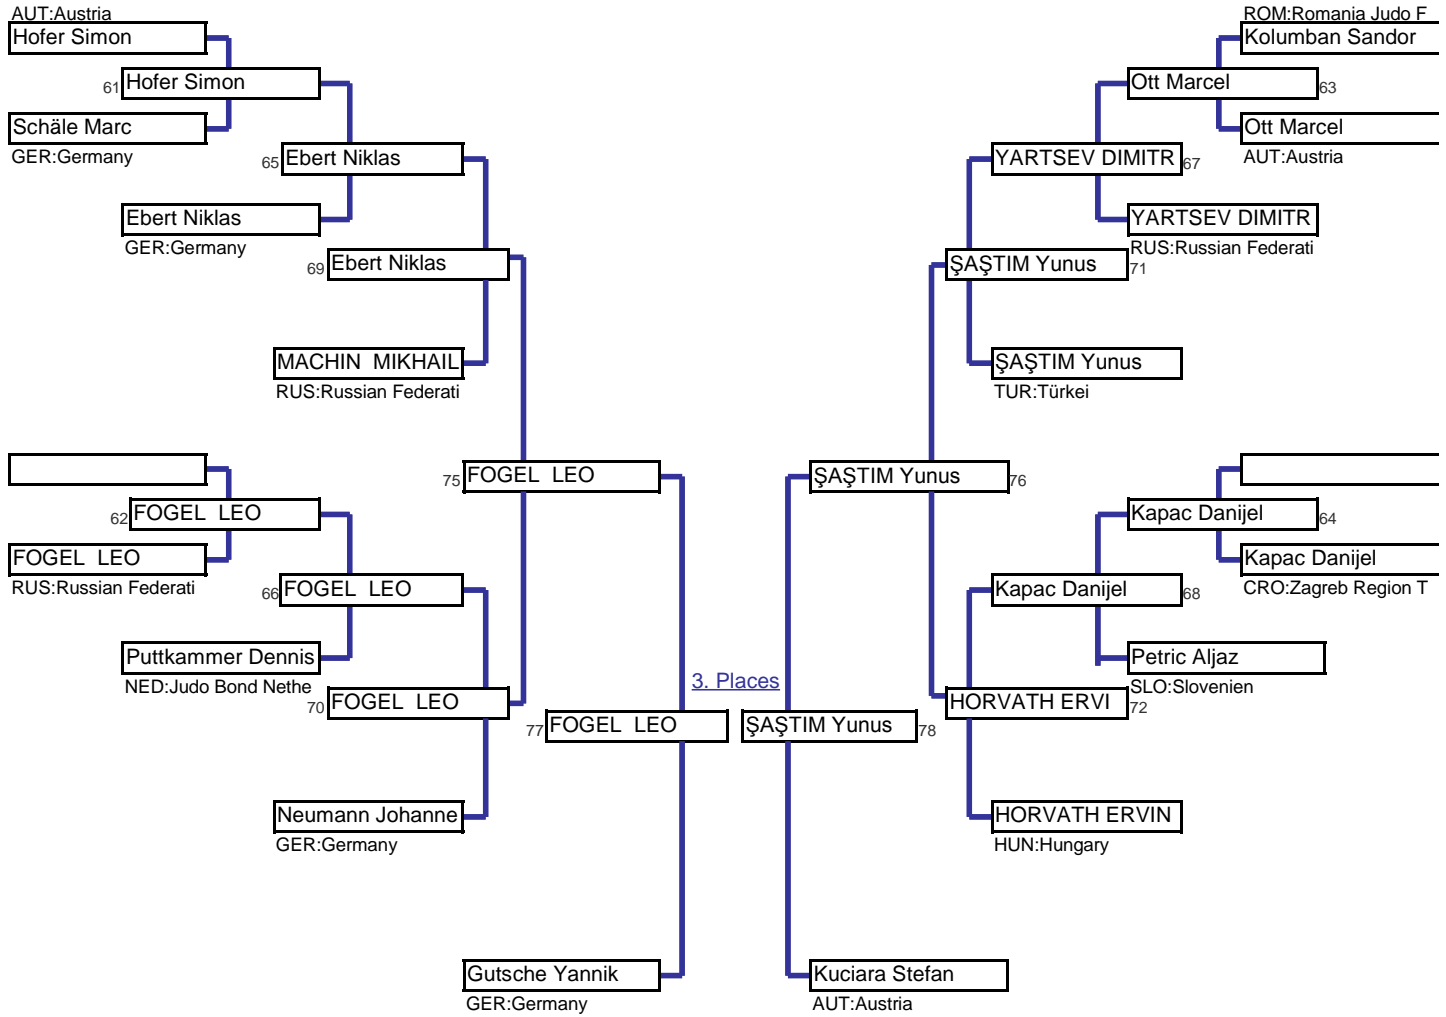 AUT:Austria
ROM:Romania Judo F
Hofer Simon
Kolumban Sandor
61 Hofer Simon
Ott Marcel 63
Schäle Marc
Ott Marcel
GER:Germany
AUT:Austria
65 Ebert Niklas
YARTSEV DIMITR 67
Ebert Niklas
YARTSEV DIMITR
GER:Germany
RUS:Russian Federati
69 Ebert Niklas
ŞAŞTIM Yunus 71
MACHIN  MIKHAIL
ŞAŞTIM Yunus
RUS:Russian Federati
TUR:Türkei
75 FOGEL  LEO
ŞAŞTIM Yunus 76
62 FOGEL  LEO
Kapac Danijel 64
FOGEL  LEO
Kapac Danijel
RUS:Russian Federati
CRO:Zagreb Region T
66 FOGEL  LEO
Kapac Danijel 68
Puttkammer Dennis
Petric Aljaz
NED:Judo Bond Nethe
SLO:Slovenien
3. Places
70 FOGEL  LEO
HORVATH ERVI 72
77 FOGEL  LEO
ŞAŞTIM Yunus 78
Neumann Johanne
HORVATH ERVIN
GER:Germany
HUN:Hungary
Gutsche Yannik
Kuciara Stefan
GER:Germany
AUT:Austria